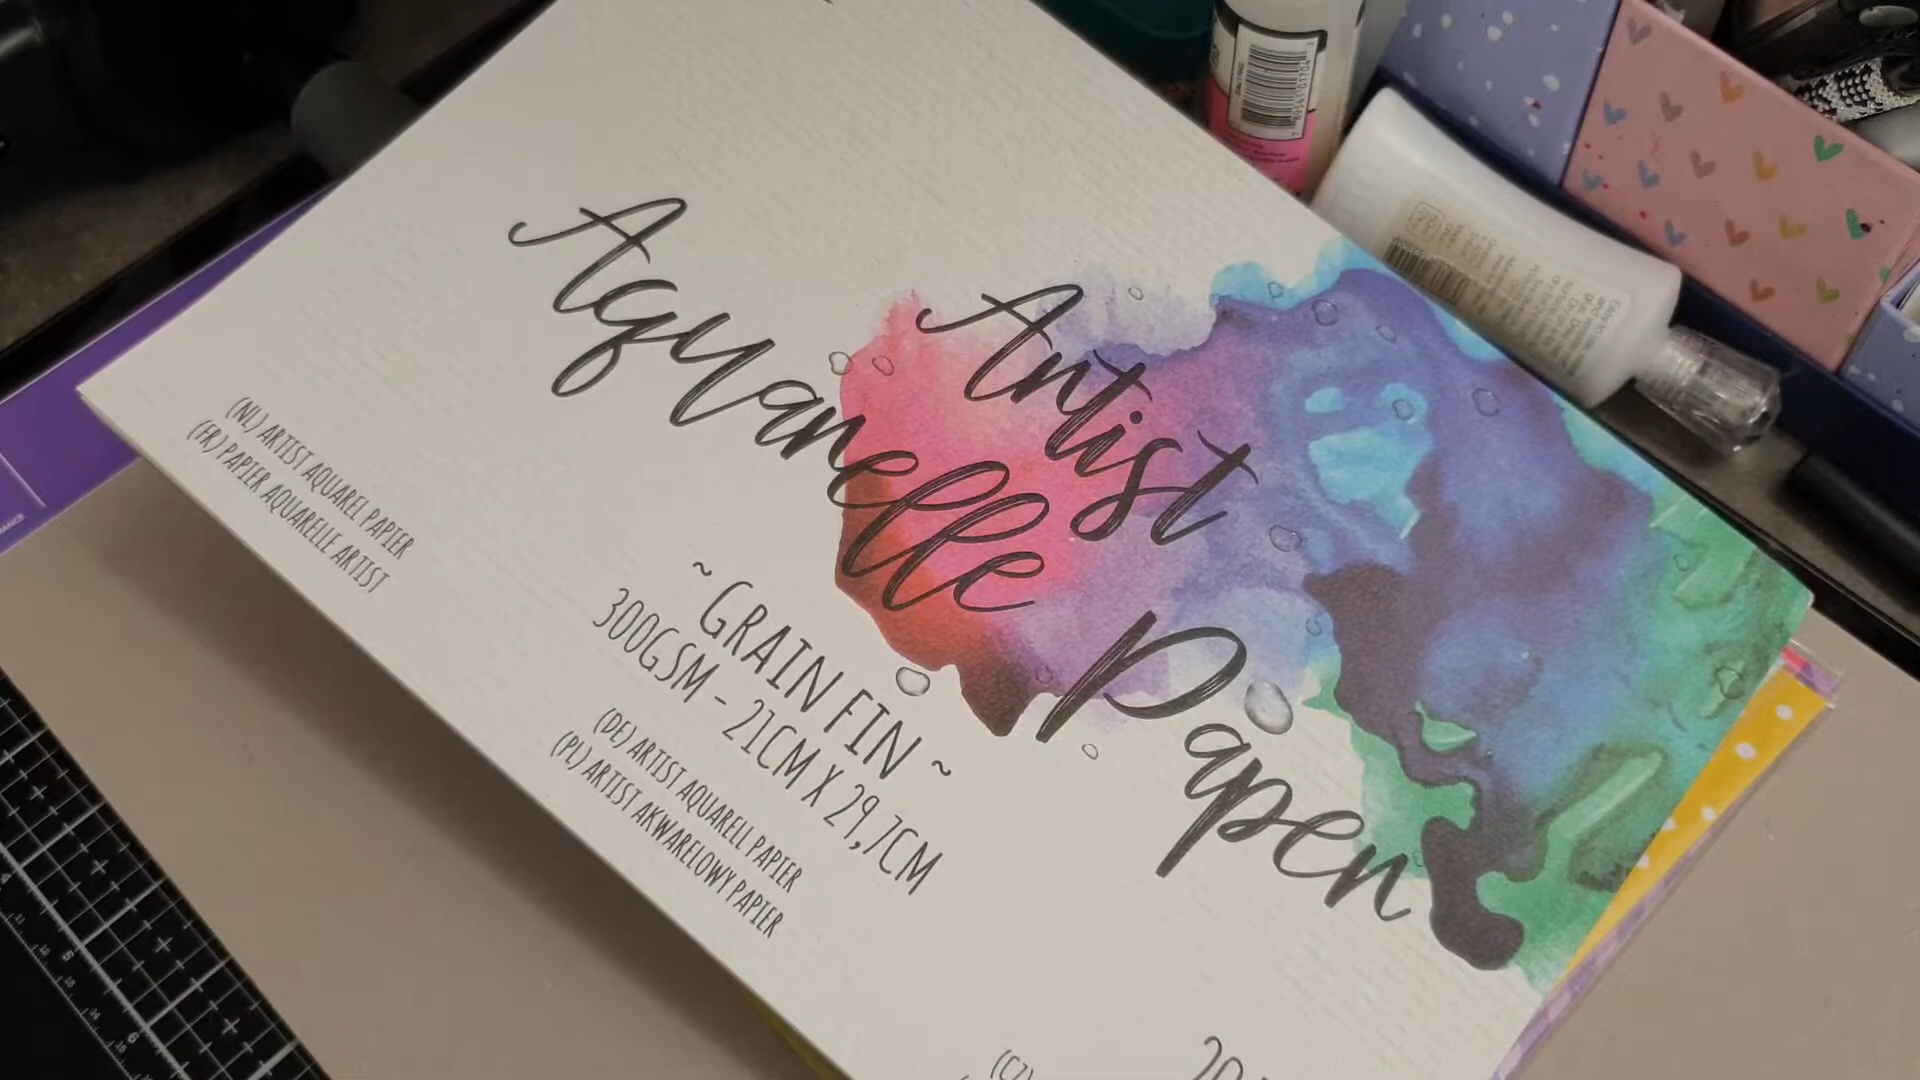 Artist
Aquarelle Paper
~ GRAIN FIN ~
300GSM - 21CM X 29,7CM
(NL) ARTIST AQUAREL PAPIER
(FR) PAPIER AQUARELLE ARTIST
(DE) ARTIST AQUARELL PAPIER
(PL) ARTIST AKWARELOWY PAPIER
(CZ)